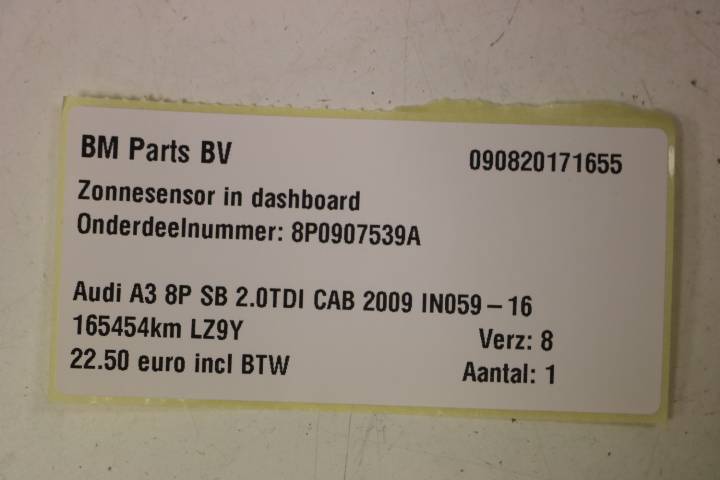 BM Parts BV 090820171655
Zonnesensor in dashboard
Onderdeelnummer: 8P0907539A
Audi A3 8P SB 2.0TDI CAB 2009 IN059 – 16
165454km LZ9Y Verz: 8
22.50 euro incl BTW Aantal: 1